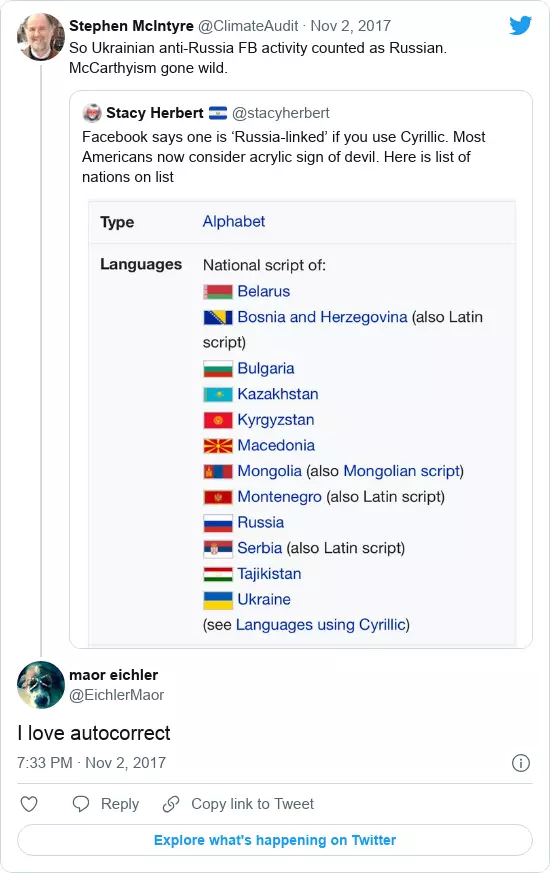 Stephen McIntyre @ClimateAudit · Nov 2, 2017
So Ukrainian anti-Russia FB activity counted as Russian.
McCarthyism gone wild.
Stacy Herbert 🇸🇻 @stacyherbert
Facebook says one is ‘Russia-linked’ if you use Cyrillic. Most
Americans now consider acrylic sign of devil. Here is list of
nations on list
Type Alphabet
Languages National script of:
Belarus
Bosnia and Herzegovina (also Latin
script)
Bulgaria
Kazakhstan
Kyrgyzstan
Macedonia
Mongolia (also Mongolian script)
Montenegro (also Latin script)
Russia
Serbia (also Latin script)
Tajikistan
Ukraine
(see Languages using Cyrillic)
maor eichler
@EichlerMaor
I love autocorrect
7:33 PM · Nov 2, 2017
Reply Copy link to Tweet
Explore what's happening on Twitter